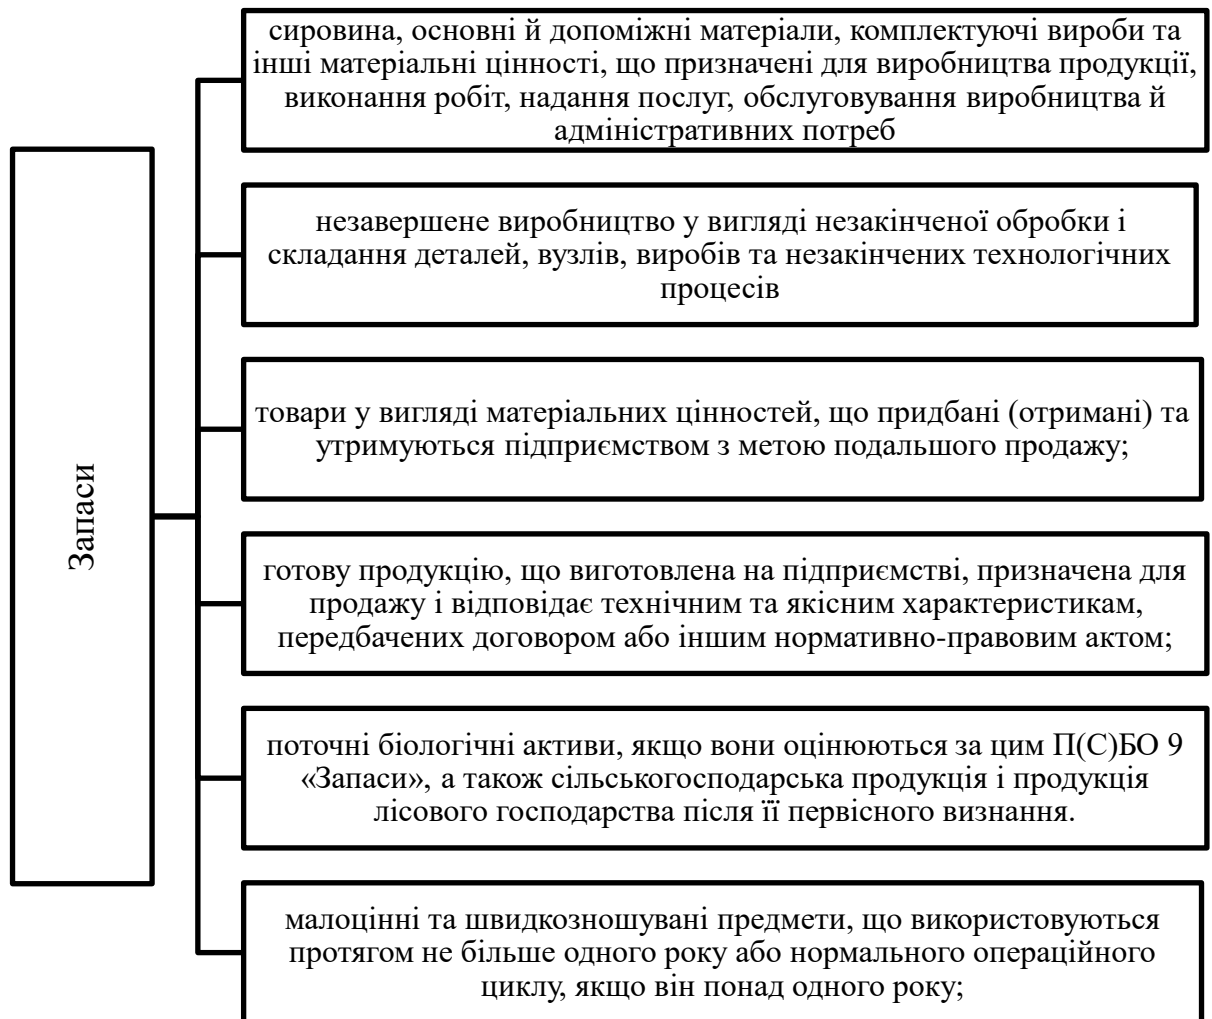 Запаси
сировина, основні й допоміжні матеріали, комплектуючі вироби та
інші матеріальні цінності, що призначені для виробництва продукції,
виконання робіт, надання послуг, обслуговування виробництва й
адміністративних потреб
незавершене виробництво у вигляді незакінченої обробки і
складання деталей, вузлів, виробів та незакінчених технологічних
процесів
товари у вигляді матеріальних цінностей, що придбані (отримані) та
утримуються підприємством з метою подальшого продажу;
готову продукцію, що виготовлена на підприємстві, призначена для
продажу і відповідає технічним та якісним характеристикам,
передбачених договором або іншим нормативно-правовим актом;
поточні біологічні активи, якщо вони оцінюються за цим П(С)БО 9
«Запаси», а також сільськогосподарська продукція і продукція
лісового господарства після її первісного визнання.
малоцінні та швидкозношувані предмети, що використовуються
протягом не більше одного року або нормального операційного
циклу, якщо він понад одного року;